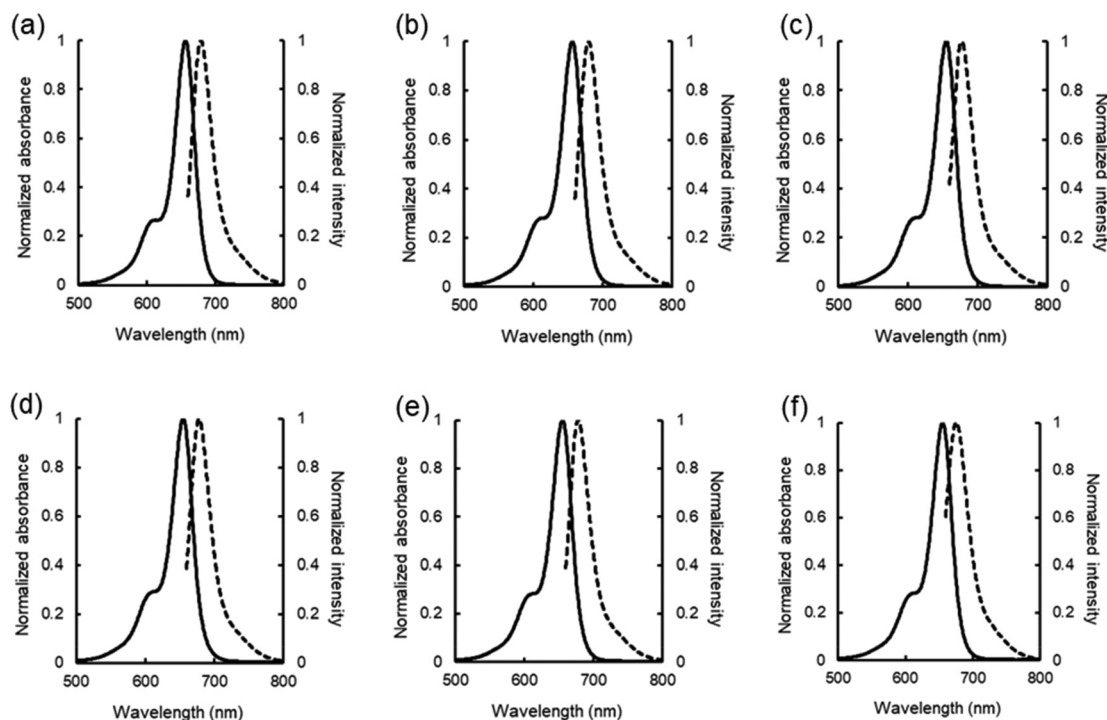 (a)
(b)
(c)
1 1
0.8 0.8
0.6 0.6
0.4 0.4
0.2 0.2
0 0
500 600 700 800
Normalized absorbance
Normalized intensity
Wavelength (nm)
1 1
0.8 0.8
0.6 0.6
0.4 0.4
0.2 0.2
0 0
500 600 700 800
Normalized absorbance
Normalized intensity
Wavelength (nm)
1 1
0.8 0.8
0.6 0.6
0.4 0.4
0.2 0.2
0 0
500 600 700 800
Normalized absorbance
Normalized intensity
Wavelength (nm)
(d)
(e)
(f)
1 1
0.8 0.8
0.6 0.6
0.4 0.4
0.2 0.2
0 0
500 600 700 800
Normalized absorbance
Normalized intensity
Wavelength (nm)
1 1
0.8 0.8
0.6 0.6
0.4 0.4
0.2 0.2
0 0
500 600 700 800
Normalized absorbance
Normalized intensity
Wavelength (nm)
1 1
0.8 0.8
0.6 0.6
0.4 0.4
0.2 0.2
0 0
500 600 700 800
Normalized absorbance
Normalized intensity
Wavelength (nm)